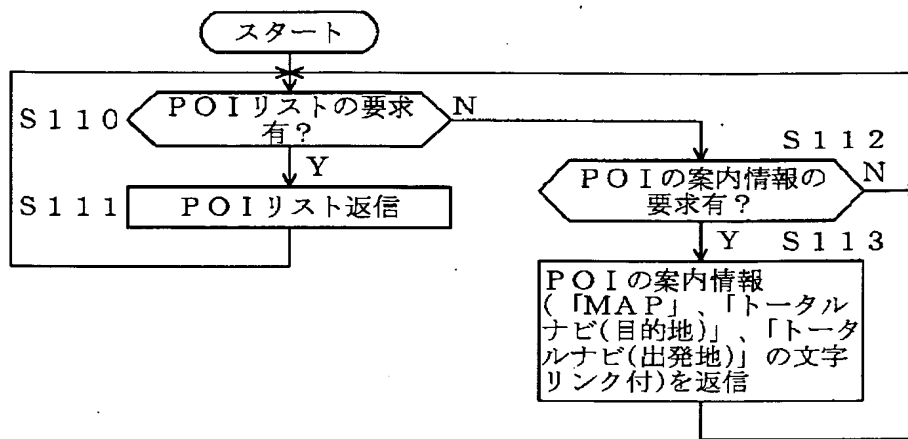 スタート
S110
POIリストの要求
有?
N
Y
S111
POIリスト返信
S112
POIの案内情報の
要求有?
N
Y
S113
POIの案内情報
(「MAP」、「トータル
ナビ(目的地)」、「トータ
ルナビ(出発地)」の文字
リンク付)を返信